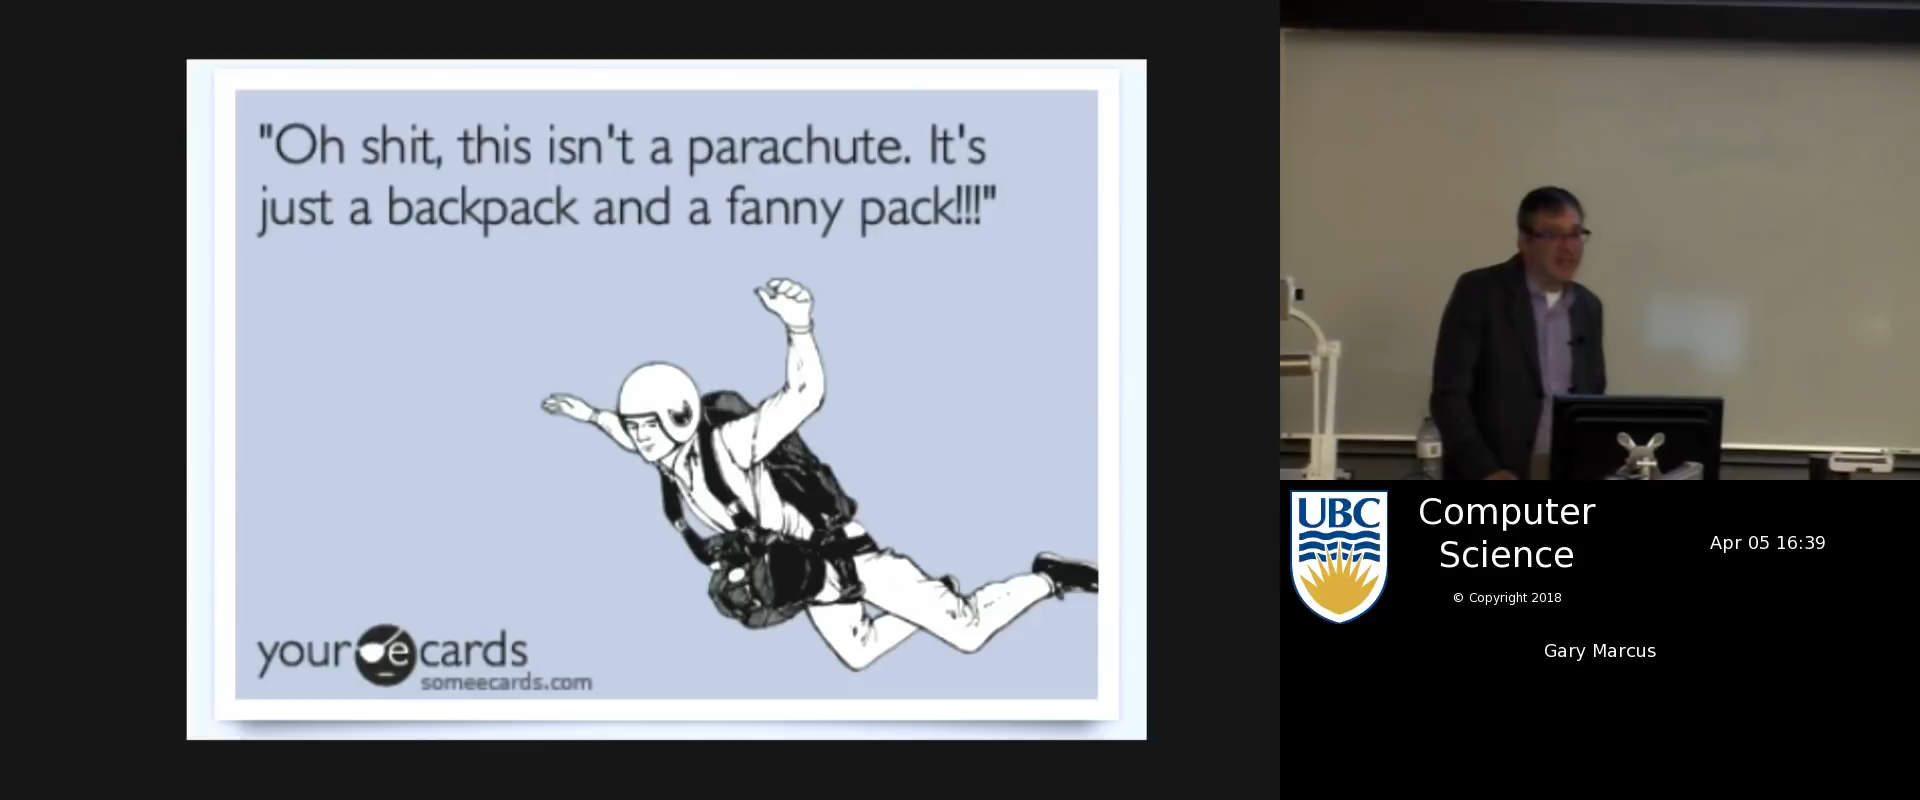 "Oh shit, this isn't a parachute. It's
just a backpack and a fanny pack!!!"
your e cards
someecards.com
UBC
Computer
Science
Apr 05 16:39
© Copyright 2018
Gary Marcus